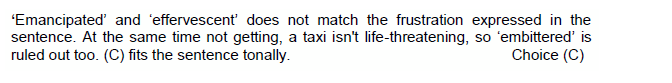 ‘Emancipated’ and ‘effervescent’ does not match the frustration expressed in the
sentence. At the same time not getting, a taxi isn't life-threatening, so ‘embittered’ is
ruled out too. (C) fits the sentence tonally. Choice (C)